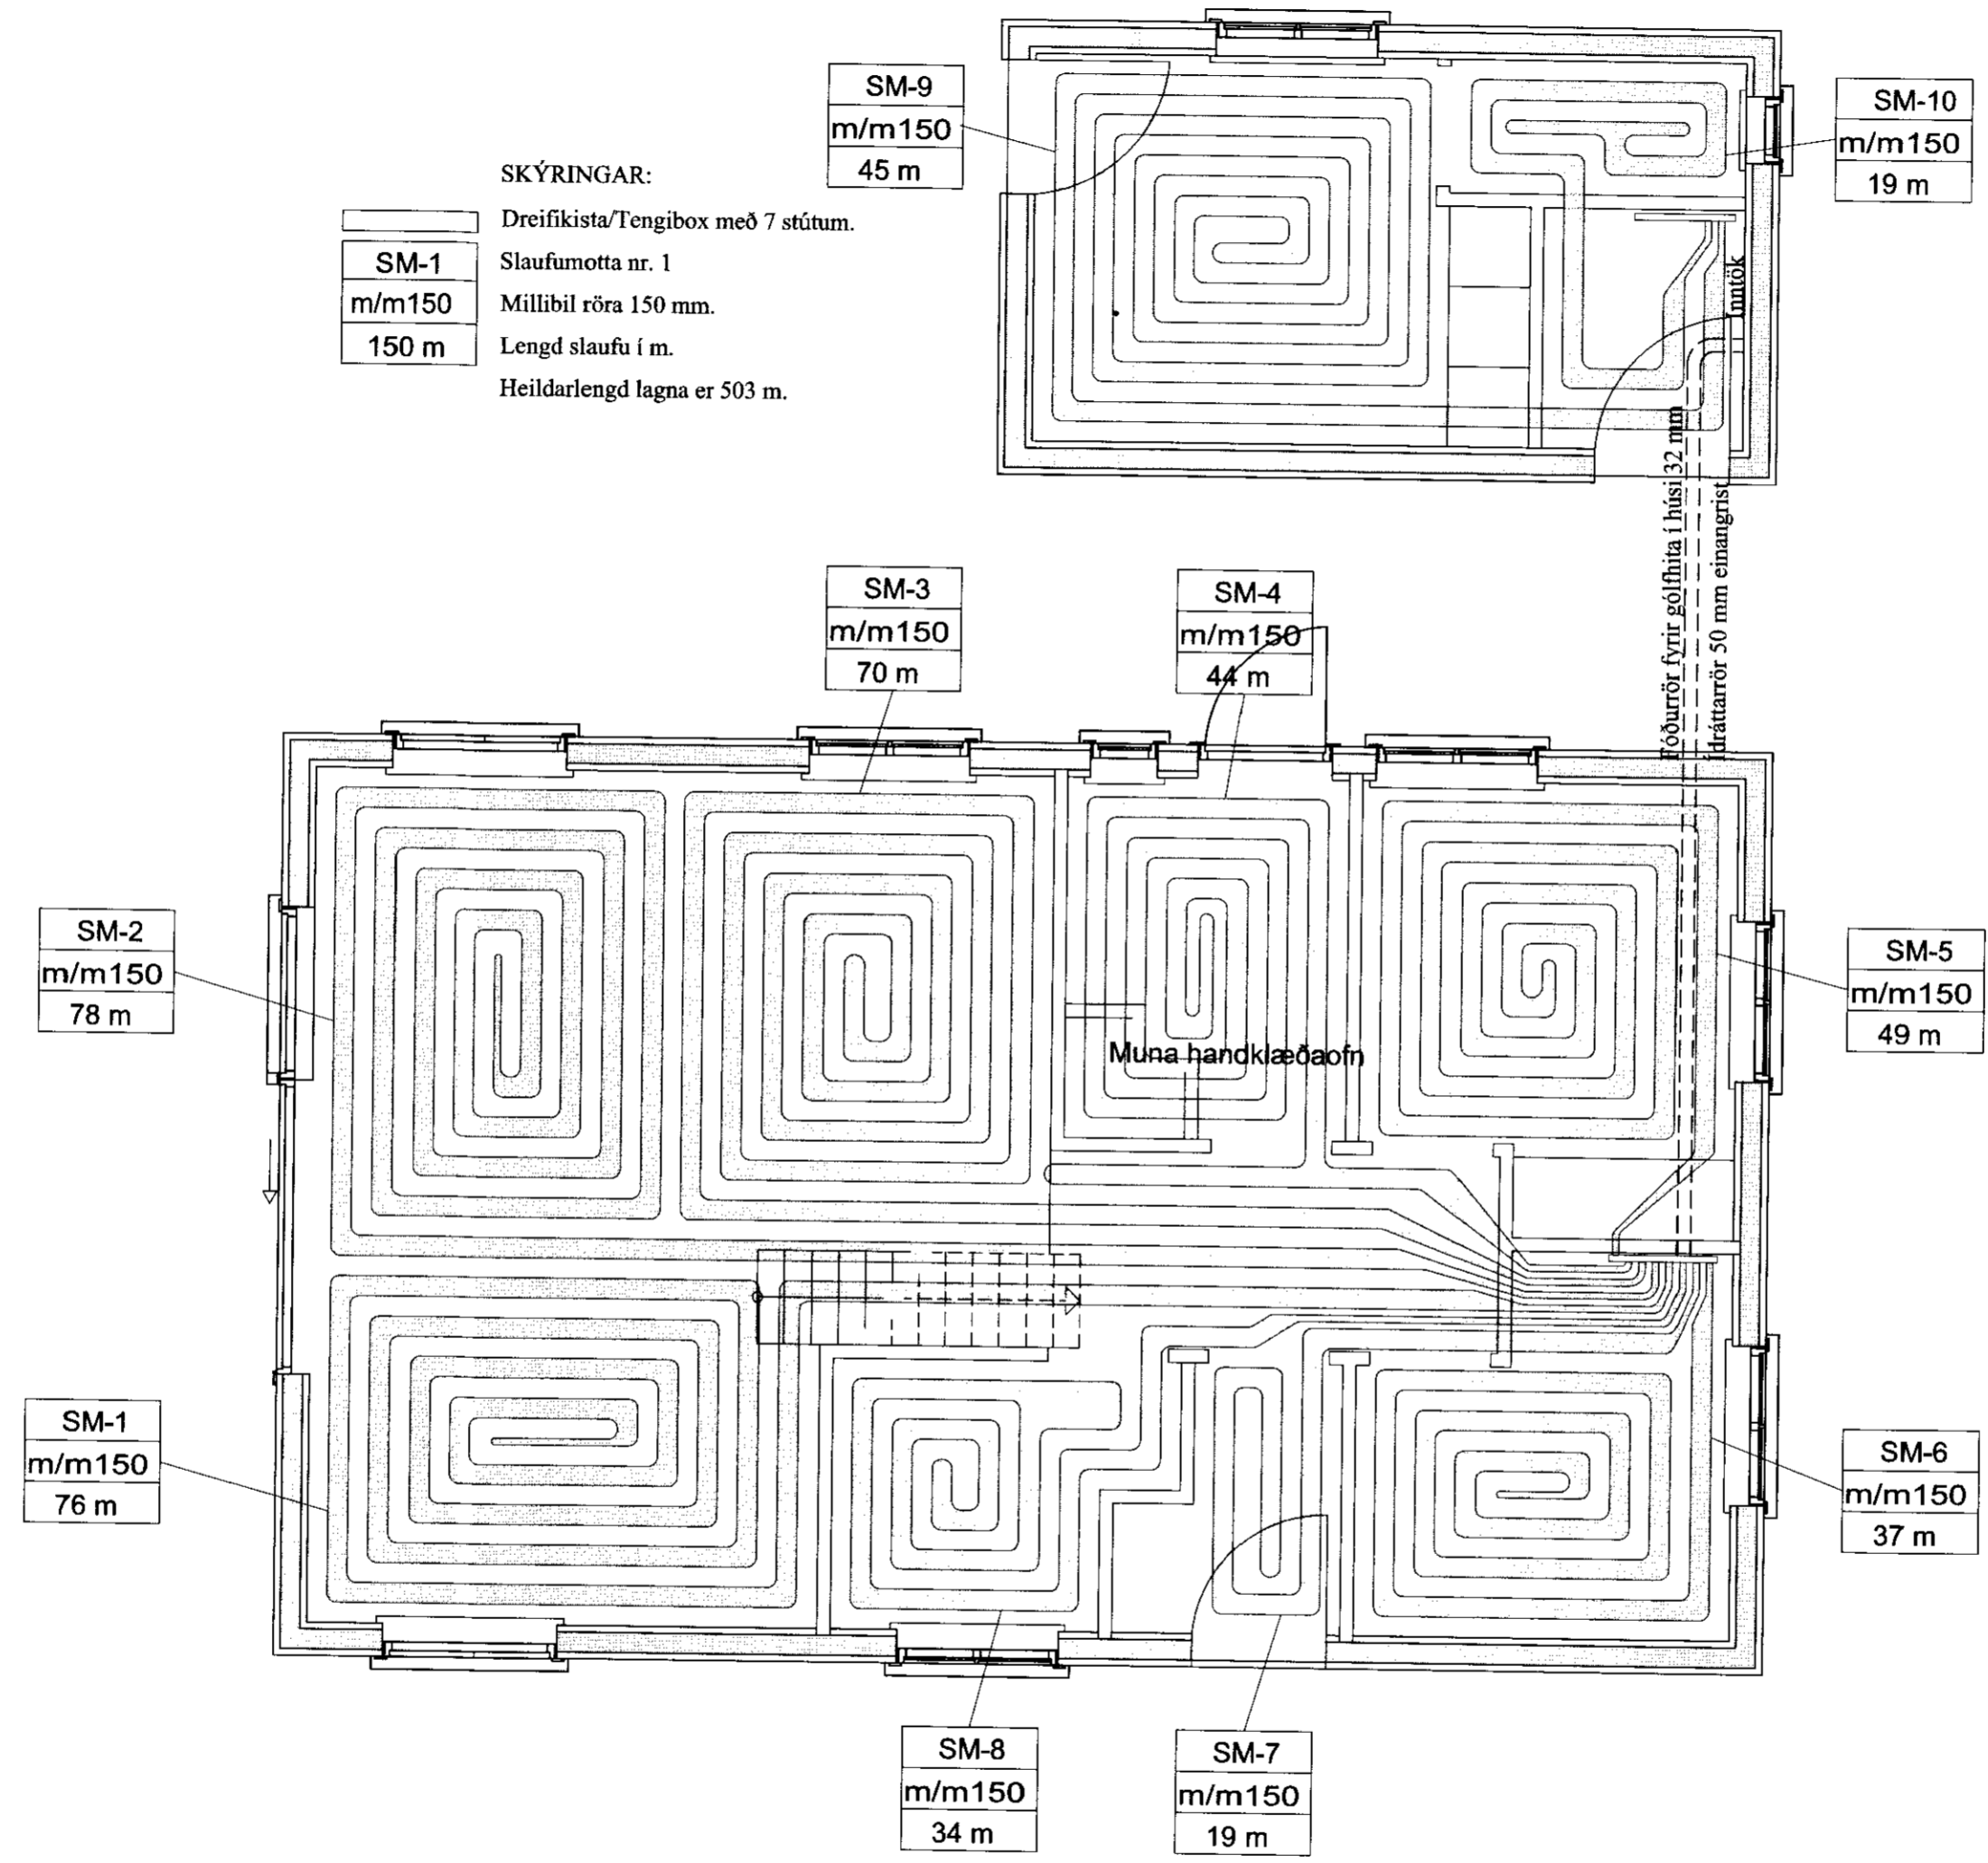 SM-9
m/m150
45 m
SM-10
m/m150
19 m
SKÝRINGAR:
Dreifikista/Tengibox með 7 stútum.
SM-1
Slaufumotta nr. 1
m/m150
Millibil röra 150 mm.
150 m
Lengd slaufu í m.
Heildarlengd lagna er 503 m.
Inntök
Fóðurrör fyrir gólfhita í húsi 32 mm
Ídráttarrör 50 mm einangrist
SM-3
m/m150
70 m
SM-4
m/m150
44 m
SM-2
m/m150
78 m
SM-5
m/m150
49 m
Muna handklæðaofn
SM-1
m/m150
76 m
SM-6
m/m150
37 m
SM-8
m/m150
34 m
SM-7
m/m150
19 m